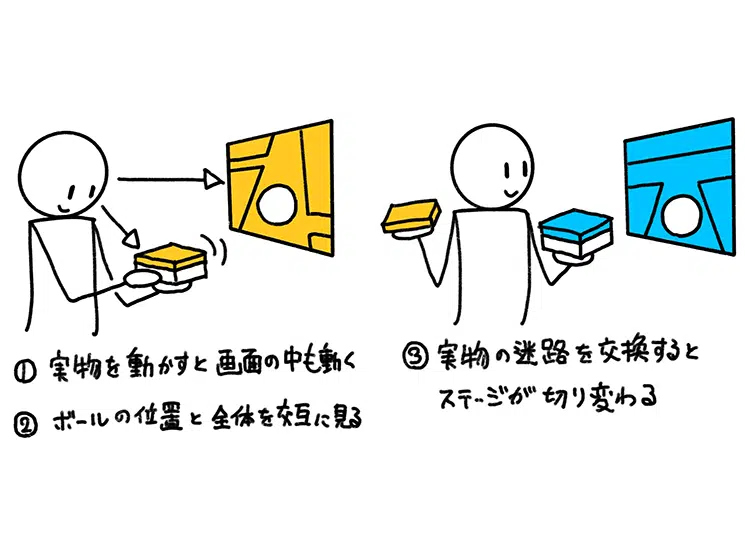 ① 実物を動かすと画面の中も動く
② ボールの位置と全体を交互に見る
③ 実物の迷路を交換すると
ステージが切り変わる